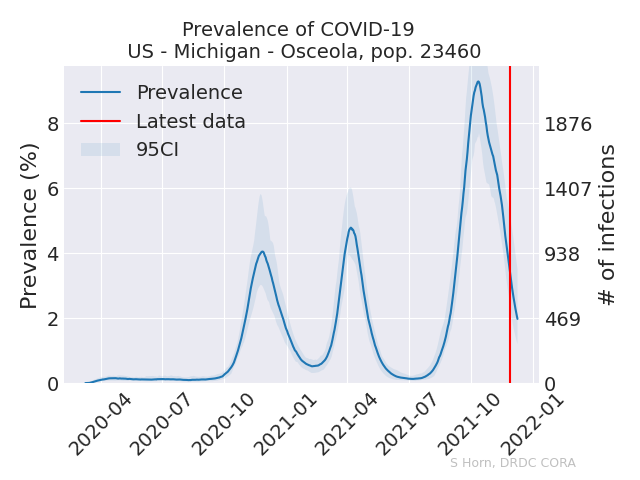 Prevalence of COVID-19
US - Michigan - Osceola, pop. 23460
Prevalence
Latest data
95CI
Prevalence (%)
8
6
4
2
0
1876
1407
938
469
0
# of infections
2020-04
2020-07
2020-10
2021-01
2021-04
2021-07
2021-10
2022-01
S Horn, DRDC CORA